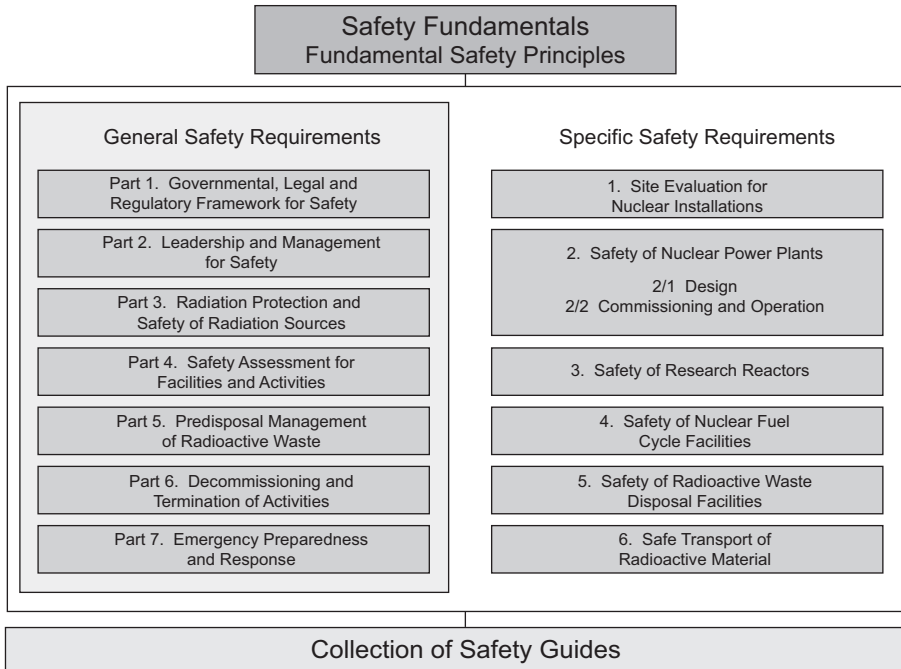 Safety Fundamentals
Fundamental Safety Principles
General Safety Requirements
Part 1. Governmental, Legal and
Regulatory Framework for Safety
Part 2. Leadership and Management
for Safety
Part 3. Radiation Protection and
Safety of Radiation Sources
Part 4. Safety Assessment for
Facilities and Activities
Part 5. Predisposal Management
of Radioactive Waste
Part 6. Decommissioning and
Termination of Activities
Part 7. Emergency Preparedness
and Response
Specific Safety Requirements
1. Site Evaluation for
Nuclear Installations
2. Safety of Nuclear Power Plants
2/1 Design
2/2 Commissioning and Operation
3. Safety of Research Reactors
4. Safety of Nuclear Fuel
Cycle Facilities
5. Safety of Radioactive Waste
Disposal Facilities
6. Safe Transport of
Radioactive Material
Collection of Safety Guides